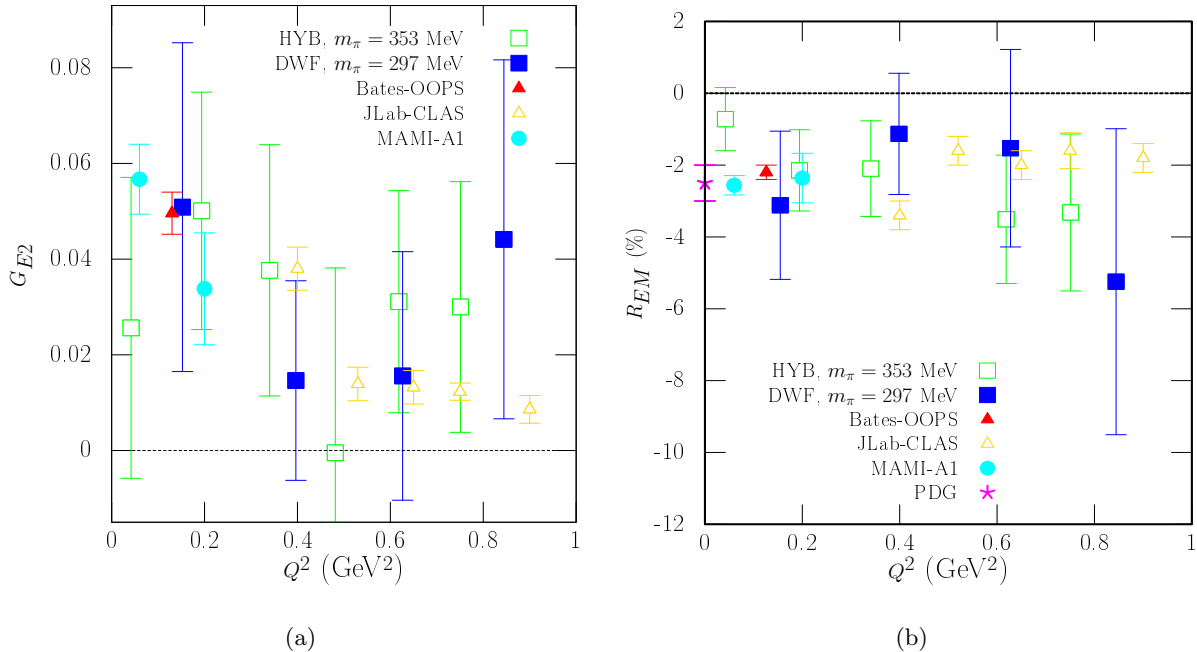 HYB, mπ = 353 MeV
DWF, mπ = 297 MeV
Bates-OOPS
JLab-CLAS
MAMI-A1
0.08
0.06
0.04
0.02
0
G_E2
0 0.2 0.4 0.6 0.8 1
Q² (GeV²)
(a)
2
0
-2
-4
-6
-8
-10
-12
R_EM (%)
HYB, mπ = 353 MeV
DWF, mπ = 297 MeV
Bates-OOPS
JLab-CLAS
MAMI-A1
PDG
0 0.2 0.4 0.6 0.8 1
Q² (GeV²)
(b)